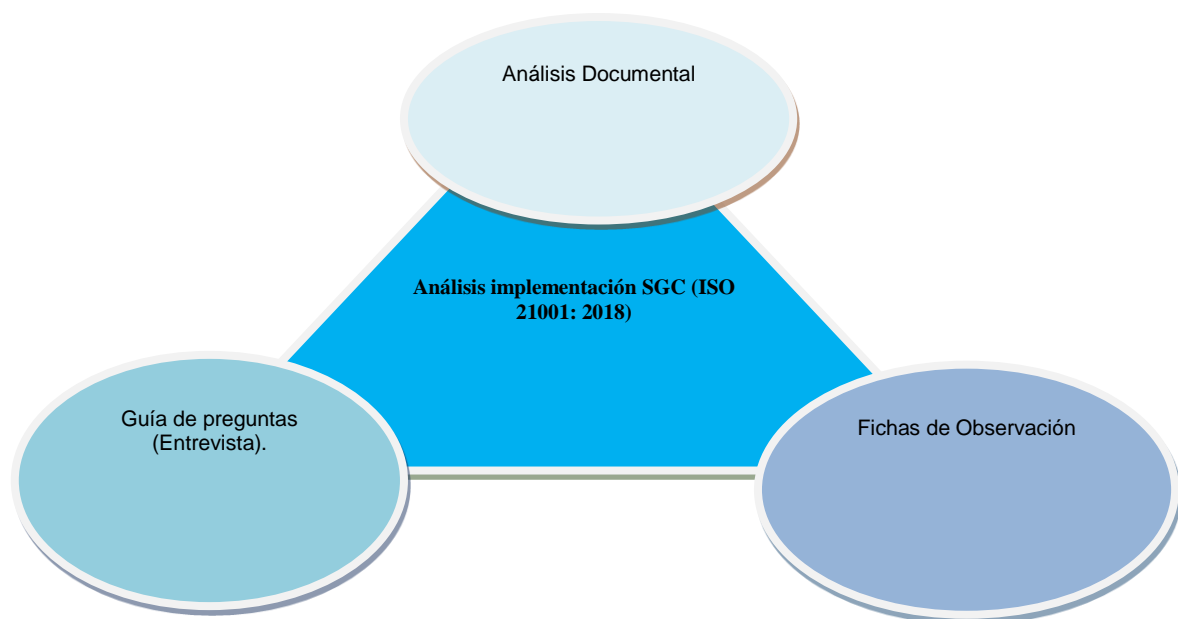 Análisis Documental
Análisis implementación SGC (ISO
21001: 2018)
Guía de preguntas
(Entrevista).
Fichas de Observación